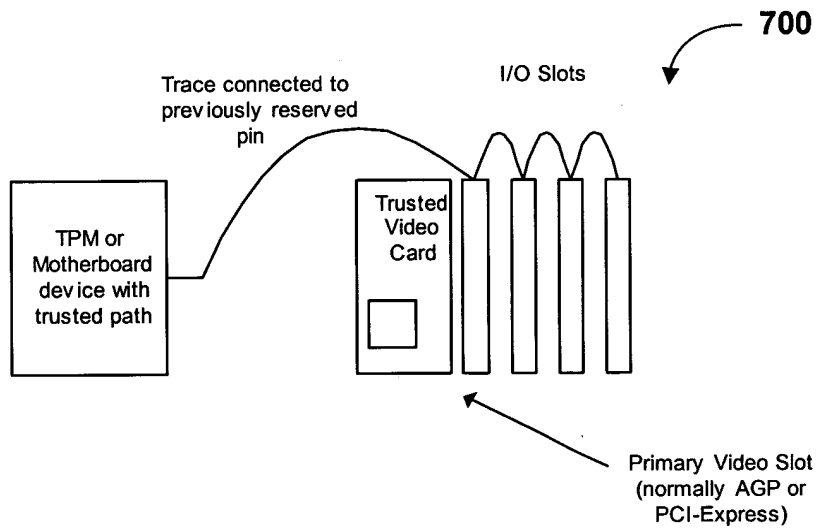 700
I/O Slots
Trace connected to
previously reserved
pin
Trusted
Video
Card
TPM or
Motherboard
device with
trusted path
Primary Video Slot
(normally AGP or
PCI-Express)